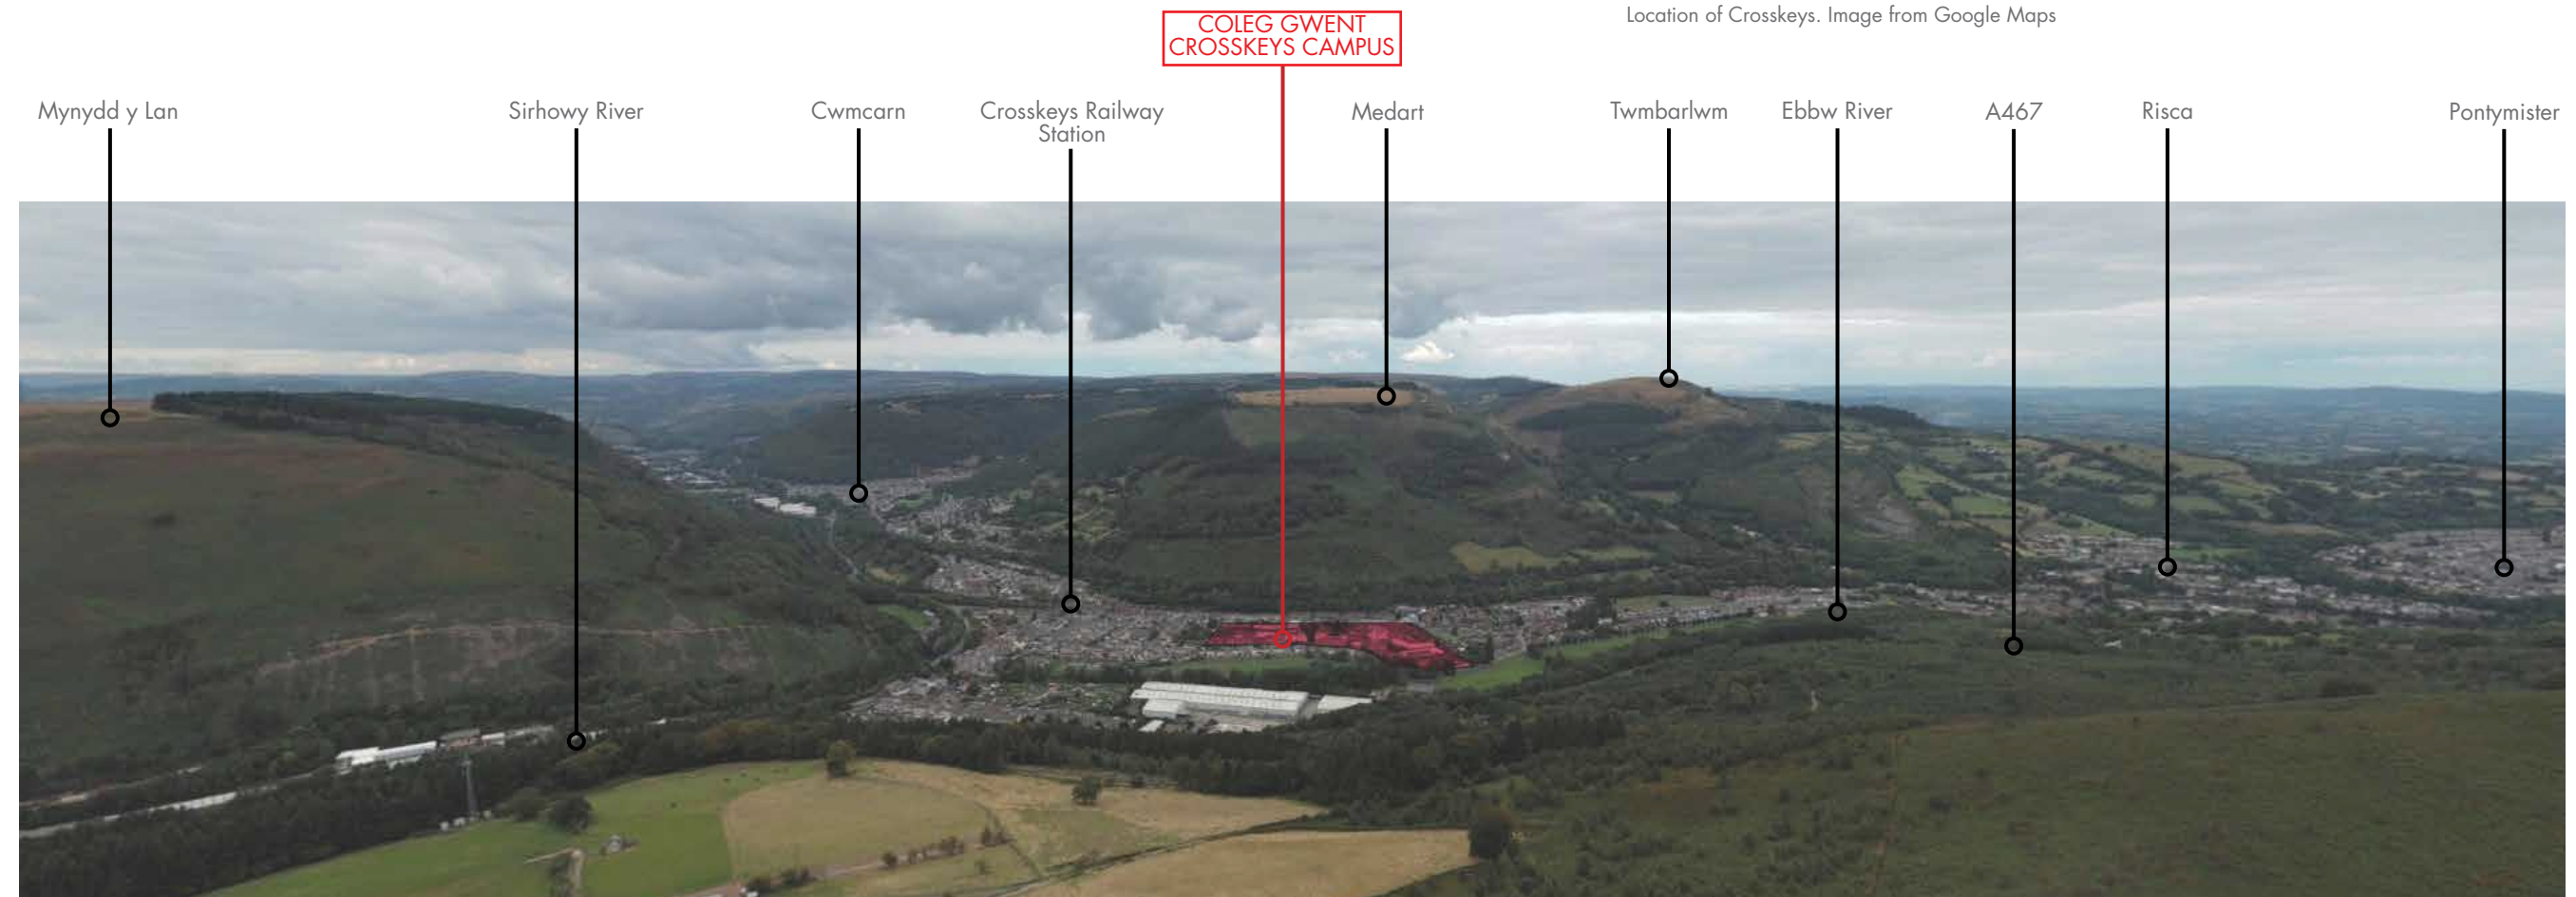 Location of Crosskeys. Image from Google Maps
COLEG GWENT
CROSSKEYS CAMPUS
Mynydd y Lan
Sirhowy River
Cwmcarn
Crosskeys Railway
Station
Medart
Twmbarlwm
Ebbw River
A467
Risca
Pontymister